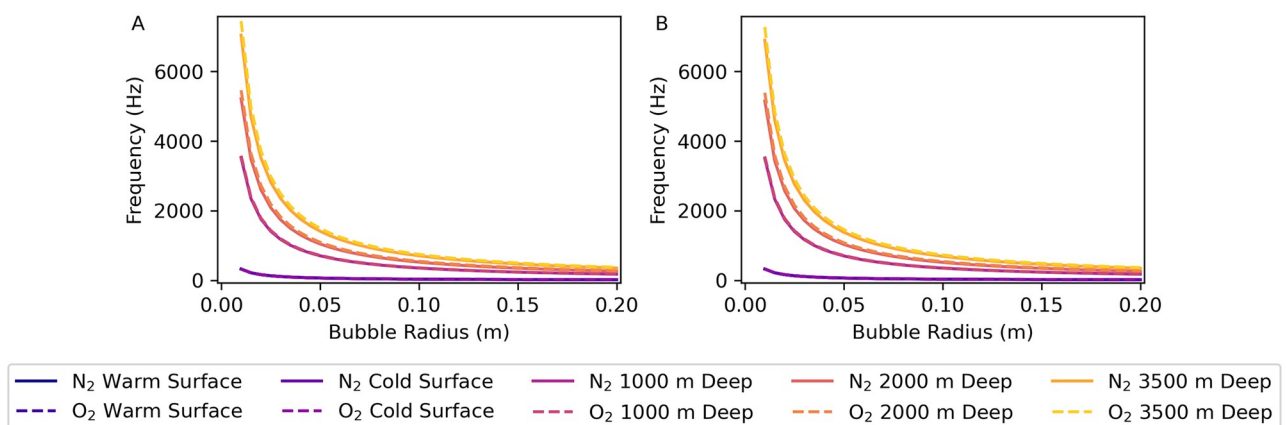 A
B
Frequency (Hz)
6000
4000
2000
0
0.00 0.05 0.10 0.15 0.20
Bubble Radius (m)
Frequency (Hz)
6000
4000
2000
0
0.00 0.05 0.10 0.15 0.20
Bubble Radius (m)
N₂ Warm Surface N₂ Cold Surface N₂ 1000 m Deep N₂ 2000 m Deep N₂ 3500 m Deep
O₂ Warm Surface O₂ Cold Surface O₂ 1000 m Deep O₂ 2000 m Deep O₂ 3500 m Deep